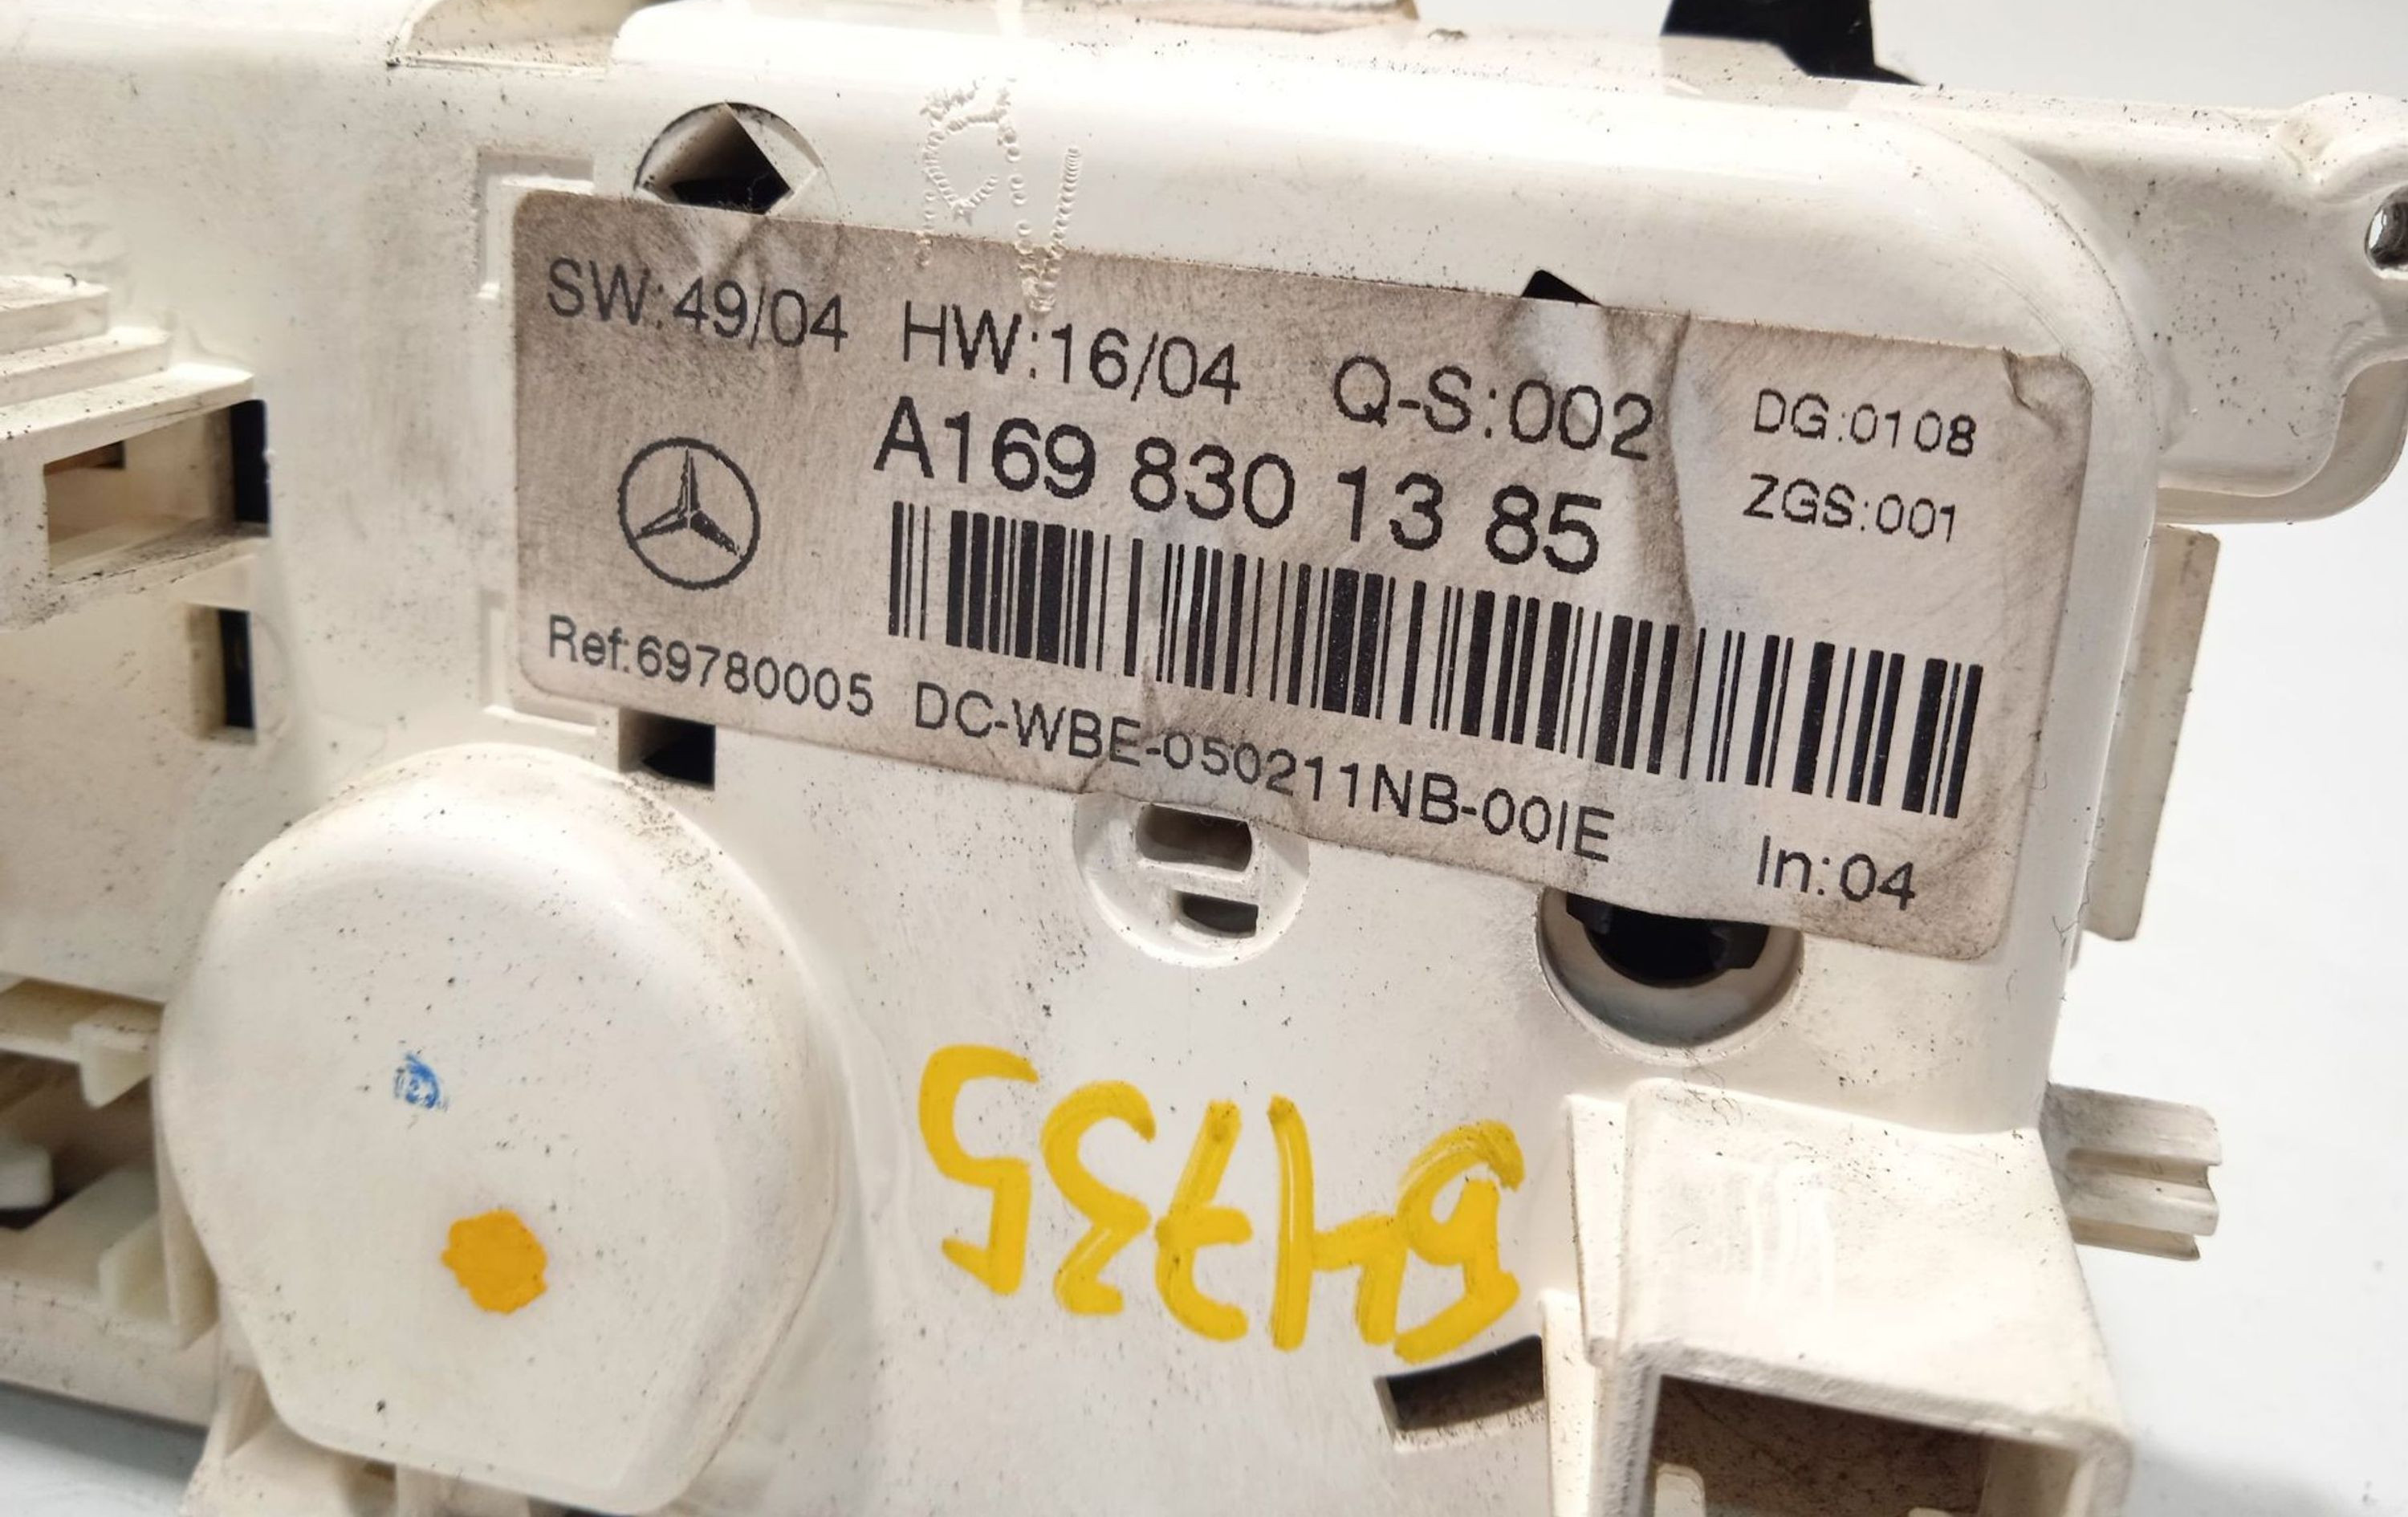 SW:49/04 HW:16/04 Q-S:002 DG:0108
A169 830 13 85 ZGS:001
Ref:69780005 DC-WBE-050211NB-00IE In:04
54735